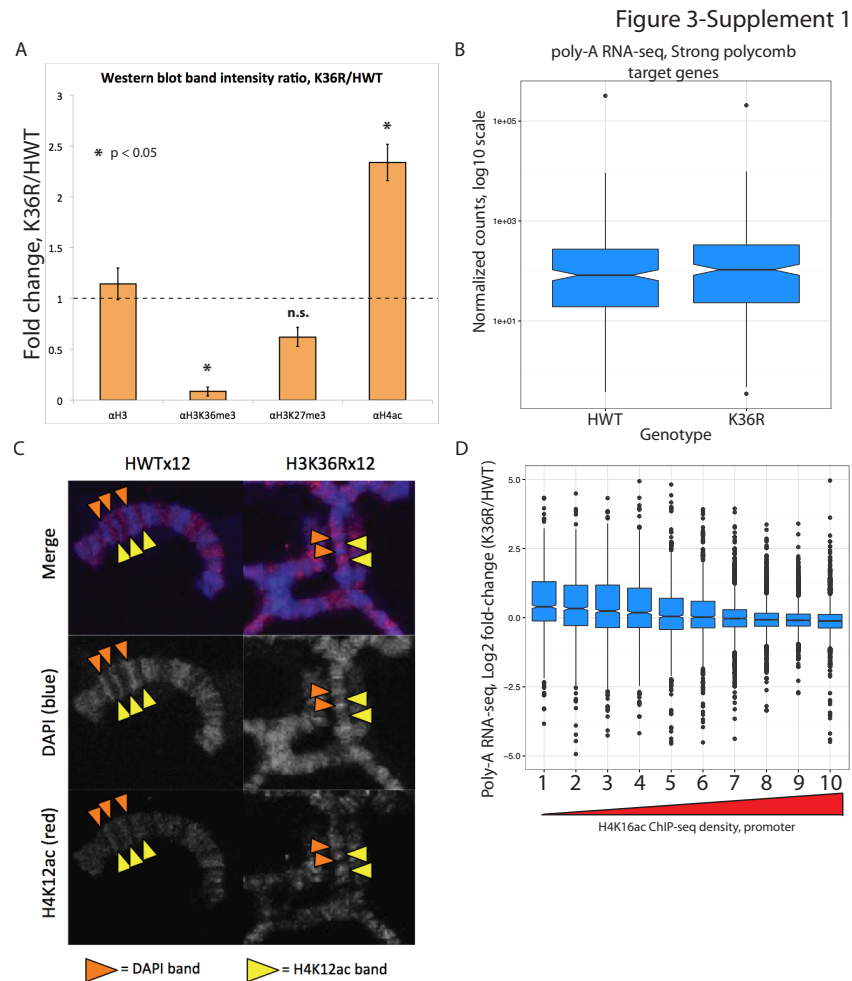 Figure 3-Supplement 1
A
Western blot band intensity ratio, K36R/HWT
Fold change, K36R/HWT
3
2.5
2
1.5
1
0.5
0
* p < 0.05
*
n.s.
*
αH3
αH3K36me3
αH3K27me3
αH4ac
B
poly-A RNA-seq, Strong polycomb
target genes
Normalized counts, log10 scale
1e+05
1e+03
1e+01
HWT
K36R
Genotype
C
HWTx12
H3K36Rx12
Merge
DAPI (blue)
H4K12ac (red)
= DAPI band
= H4K12ac band
D
Poly-A RNA-seq, Log2 fold-change (K36R/HWT)
5.0
2.5
0.0
−2.5
−5.0
1 2 3 4 5 6 7 8 9 10
H4K16ac ChIP-seq density, promoter